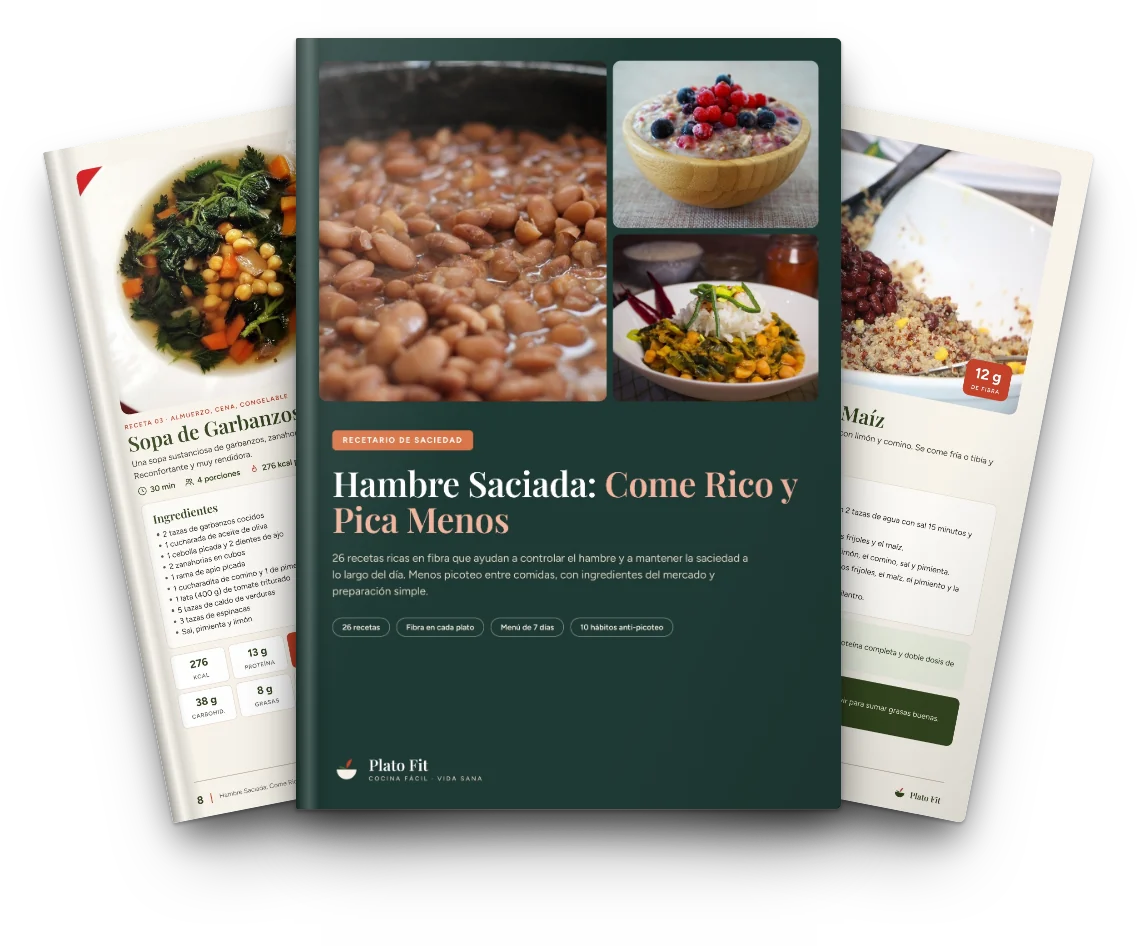 RECETA 03 · ALMUERZO, CENA, CONGELABLE
Sopa de Garbanzos
Una sopa sustanciosa de garbanzos,
Reconfortante y muy rendidora.
30 min 4 porciones 276 kcal
Ingredientes
• 2 tazas de garbanzos cocidos
• 1 cucharada de aceite de oliva
• 1 cebolla picada y 2 dientes de ajo
• 2 zanahorias en cubos
• 1 rama de apio picada
• 1 cucharadita de comino y 1 de
• 1 lata (400 g) de tomate triturado
• 5 tazas de caldo de verduras
• 3 tazas de espinacas
• Sal, pimienta y limón
276
KCAL
13 g
PROTEÍNA
38 g
CARBOHID.
8 g
GRASAS
8 | Hambre Saciada: Come
RECETARIO DE SACIEDAD
Hambre Saciada: Come Rico y
Pica Menos
26 recetas ricas en fibra que ayudan a controlar el hambre y a mantener la saciedad a
lo largo del día. Menos picoteo entre comidas, con ingredientes del mercado y
preparación simple.
26 recetas
Fibra en cada plato
Menú de 7 días
10 hábitos anti-picoteo
Plato Fit
COCINA FÁCIL · VIDA SANA
12 g
DE FIBRA
Maíz
con limón y comino. Se come fría o tibia y
2 tazas de agua con sal 15 minutos y
frijoles y el maíz.
el comino, sal y pimienta.
frijoles, el maíz, el pimiento y la
completa y doble dosis de
para sumar grasas buenas
Plato Fit